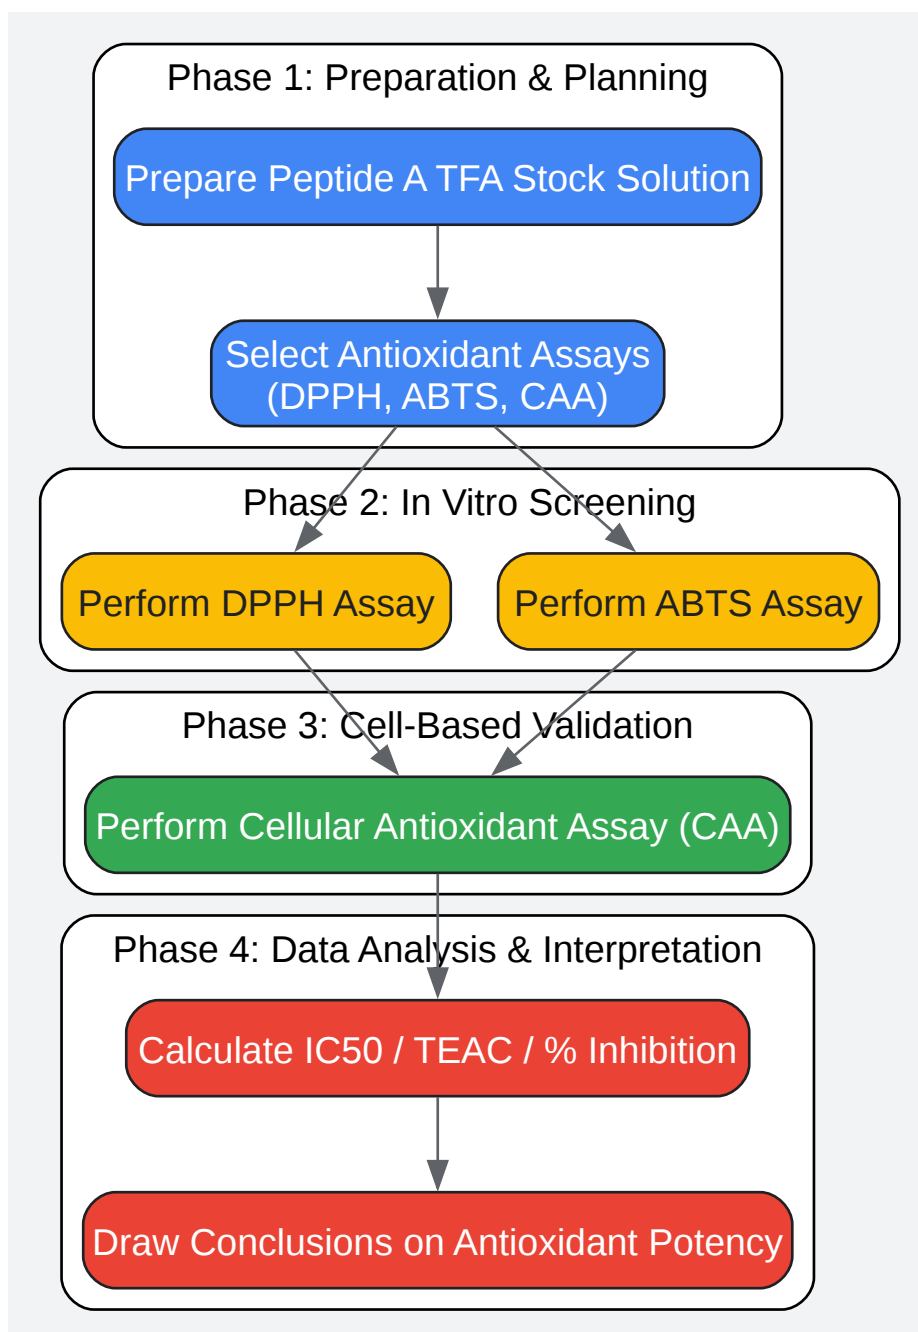 Phase 1: Preparation & Planning
Prepare Peptide A TFA Stock Solution
Select Antioxidant Assays
(DPPH, ABTS, CAA)
Phase 2: In Vitro Screening
Perform DPPH Assay
Perform ABTS Assay
Phase 3: Cell-Based Validation
Perform Cellular Antioxidant Assay (CAA)
Phase 4: Data Analysis & Interpretation
Calculate IC50 / TEAC / % Inhibition
Draw Conclusions on Antioxidant Potency